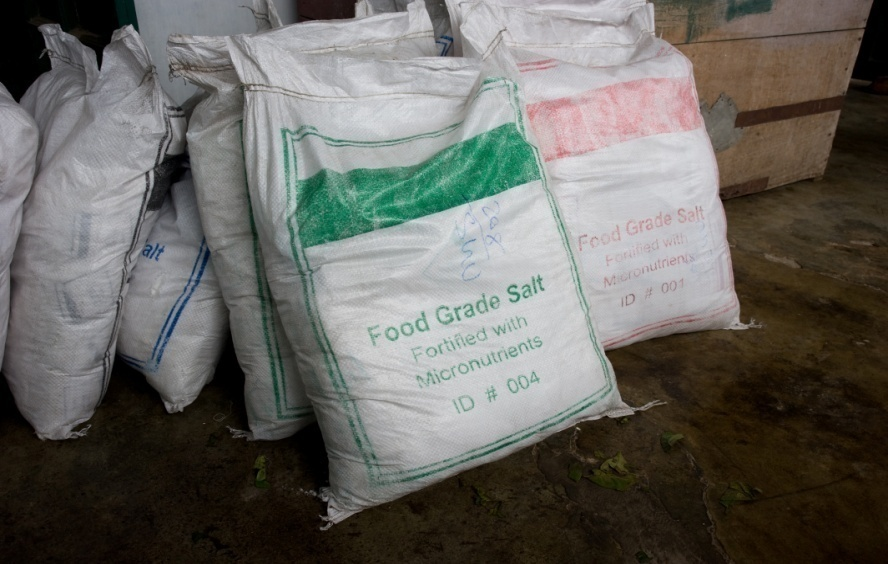 alt
Food Grade Salt
Fortified with
Micronutrients
ID # 004
Food Grade Salt
Fortified with
Micronutrients
ID # 001